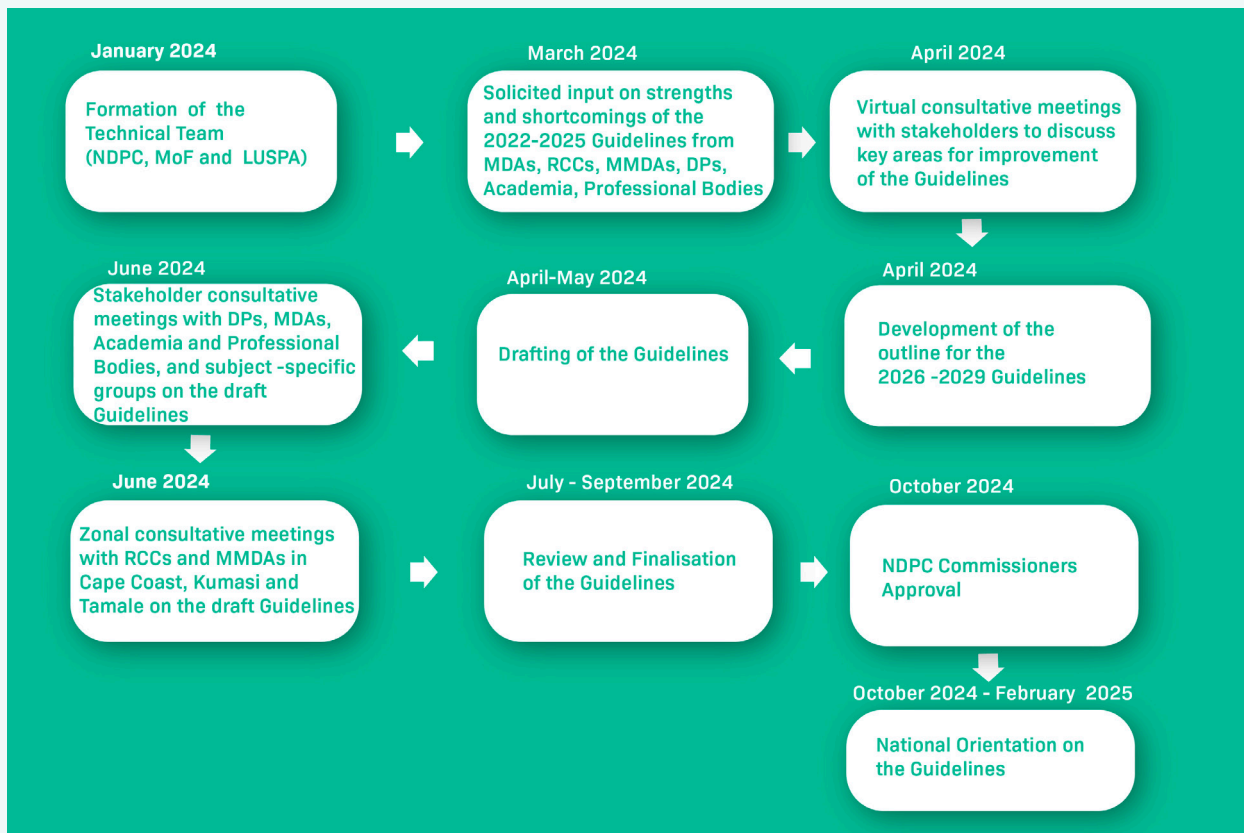 January 2024
Formation of the
Technical Team
(NDPC, MoF and LUSPA)
March 2024
Solicited input on strengths
and shortcomings of the
2022-2025 Guidelines from
MDAs, RCCs, MMDAs, DPs,
Academia, Professional Bodies
April 2024
Virtual consultative meetings
with stakeholders to discuss
key areas for improvement
of the Guidelines
April 2024
Development of the
outline for the
2026 -2029 Guidelines
April-May 2024
Drafting of the Guidelines
June 2024
Stakeholder consultative
meetings with DPs, MDAs,
Academia and Professional
Bodies, and subject -specific
groups on the draft
Guidelines
June 2024
Zonal consultative meetings
with RCCs and MMDAs in
Cape Coast, Kumasi and
Tamale on the draft Guidelines
July - September 2024
Review and Finalisation
of the Guidelines
October 2024
NDPC Commissioners
Approval
October 2024 - February 2025
National Orientation on
the Guidelines